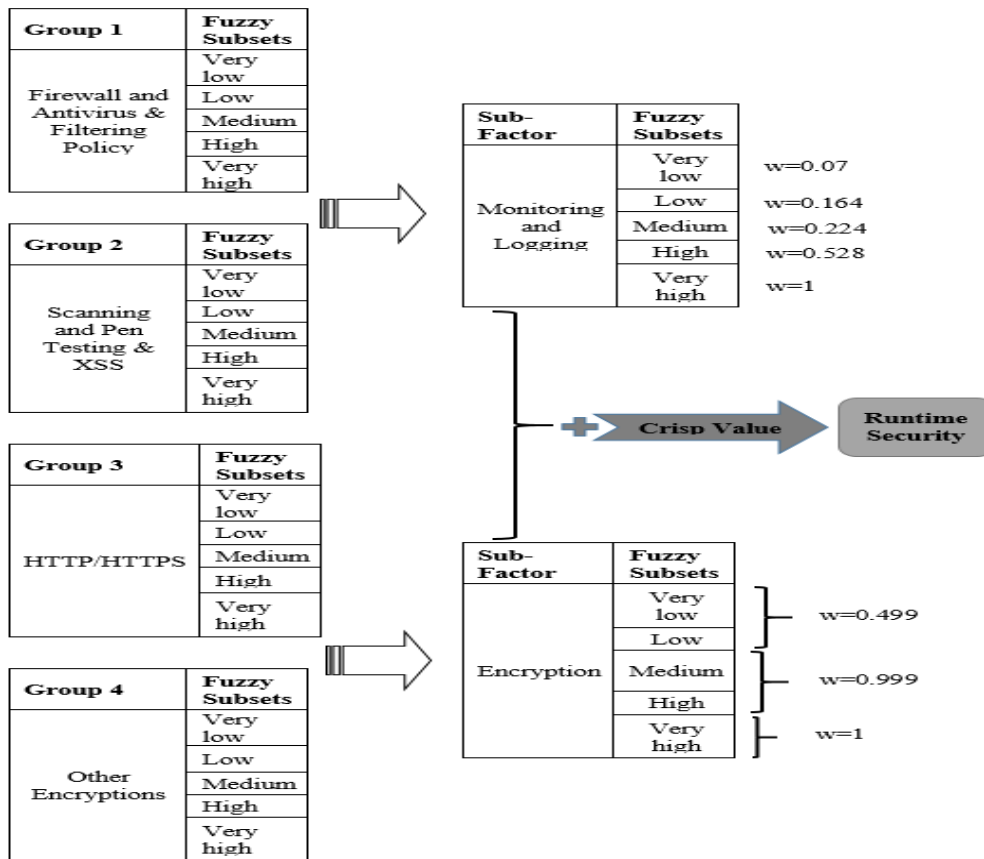 Group 1
Fuzzy
Subsets
Firewall and
Antivirus &
Filtering
Policy
Very
low
Low
Medium
High
Very
high
Group 2
Fuzzy
Subsets
Scanning
and Pen
Testing &
XSS
Very
low
Low
Medium
High
Very
high
Sub-
Factor
Fuzzy
Subsets
Monitoring
and
Logging
Very
low
Low
Medium
High
Very
high
w=0.07
w=0.164
w=0.224
w=0.528
w=1
Crisp Value
Runtime
Security
Group 3
Fuzzy
Subsets
HTTP/HTTPS
Very
low
Low
Medium
High
Very
high
Group 4
Fuzzy
Subsets
Other
Encryptions
Very
low
Low
Medium
High
Very
high
Sub-
Factor
Fuzzy
Subsets
Encryption
Very
low
Low
Medium
High
Very
high
w=0.499
w=0.999
w=1